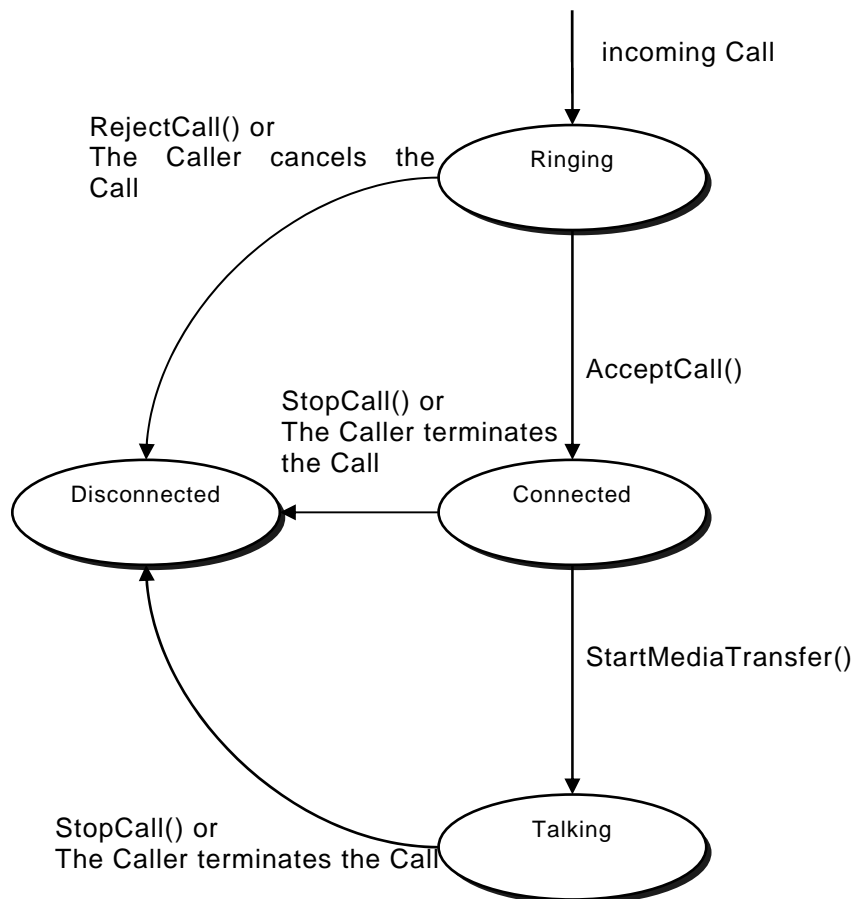 incoming Call
RejectCall() or
The Caller cancels the
Call
Ringing
AcceptCall()
StopCall() or
The Caller terminates
the Call
Disconnected
Connected
StartMediaTransfer()
StopCall() or
The Caller terminates the Call
Talking